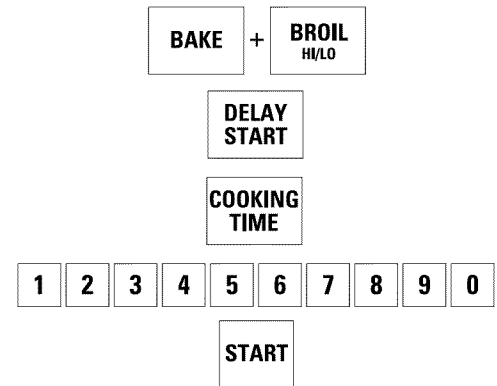 BAKE + BROIL
HI/LO
DELAY
START
COOKING
TIME
1 2 3 4 5 6 7 8 9 0
START